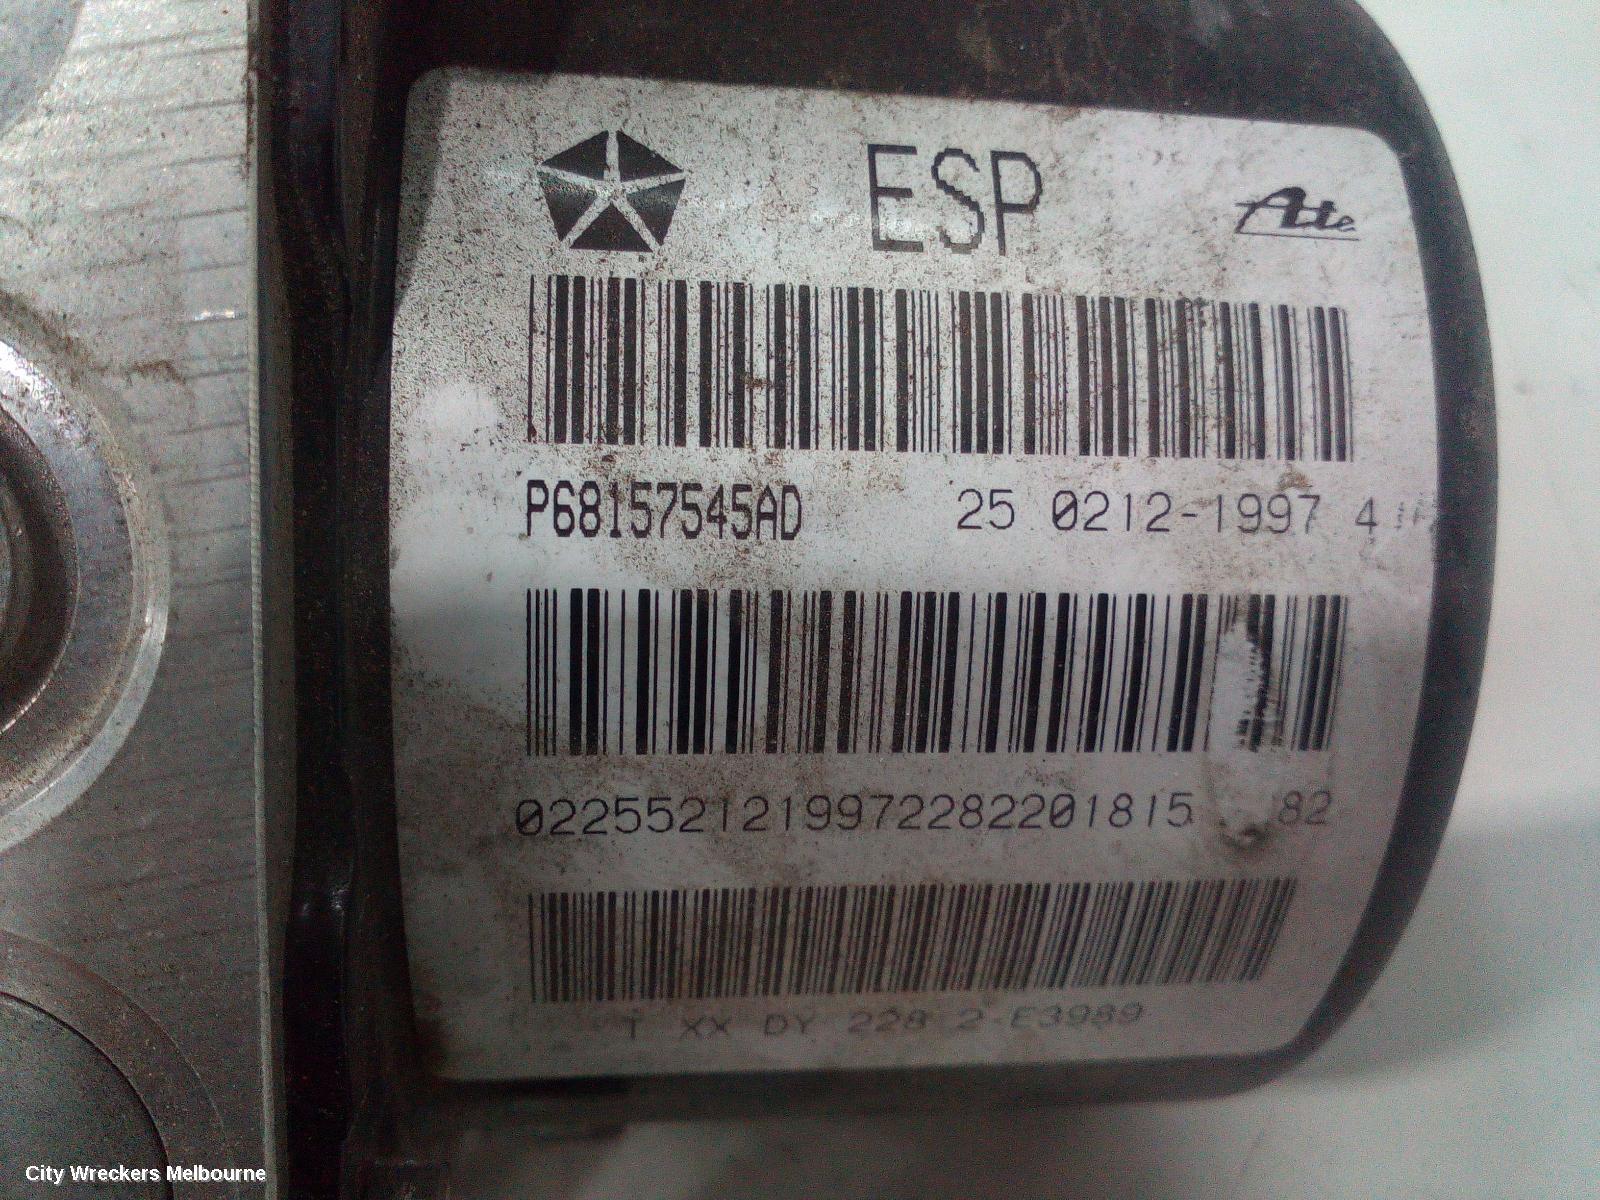 ESP Ate
P68157545AD 25 0212-1997 4
0225521219972282201815 82
T XX DY 228 2-E3989
City Wreckers Melbourne